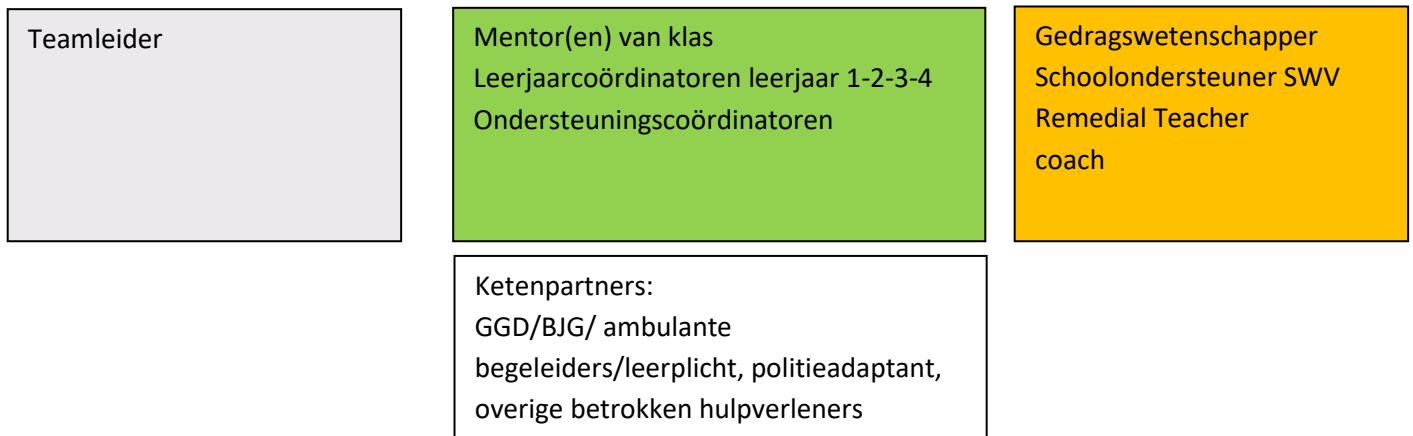 Teamleider
Mentor(en) van klas
Leerjaarcoördinatoren leerjaar 1-2-3-4
Ondersteuningscoördinatoren
Gedragswetenschapper
Schoolondersteuner SWV
Remedial Teacher
coach
Ketenpartners:
GGD/BJG/ ambulante
begeleiders/leerplicht, politieadaptant,
overige betrokken hulpverleners